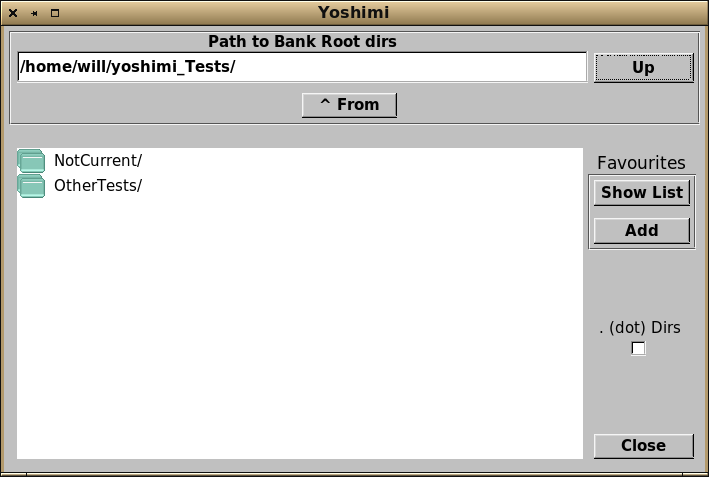 Yoshimi
Path to Bank Root dirs
/home/will/yoshimi_Tests/
Up
^ From
NotCurrent/
OtherTests/
Favourites
Show List
Add
. (dot) Dirs
Close